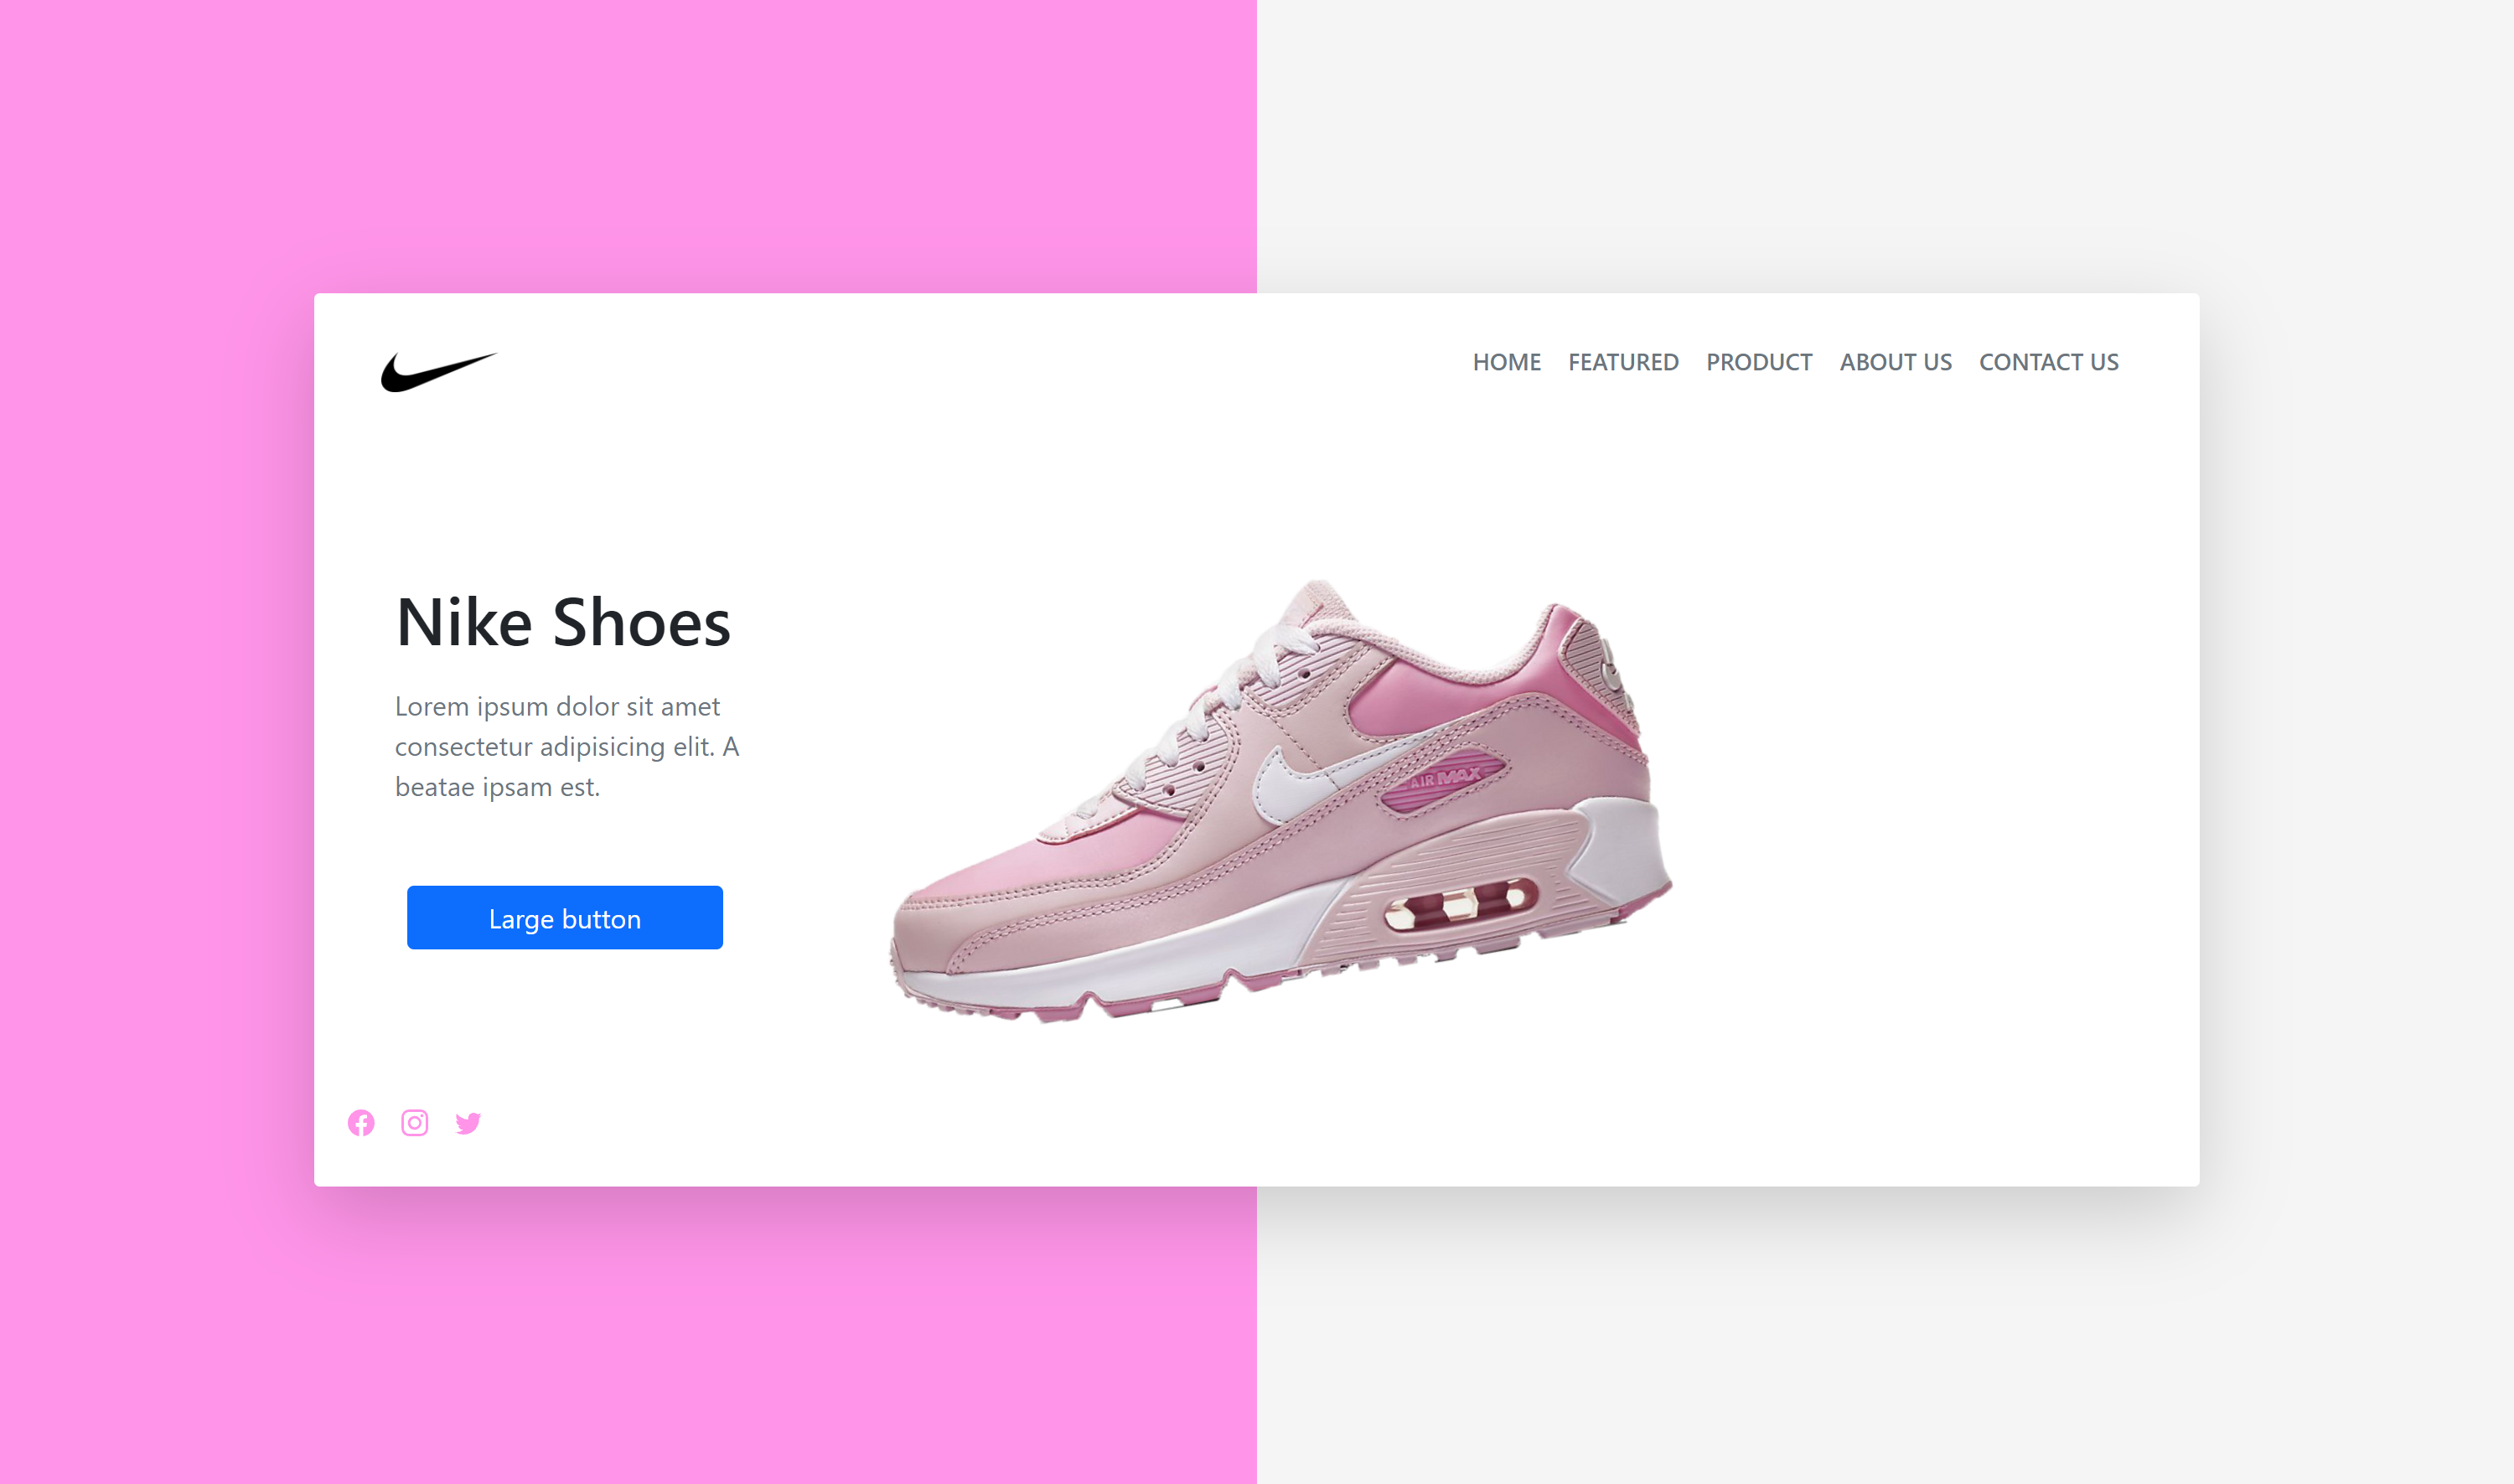 HOME FEATURED PRODUCT ABOUT US CONTACT US
Nike Shoes
Lorem ipsum dolor sit amet
consectetur adipisicing elit. A
beatae ipsam est.
AIR MAX
Large button